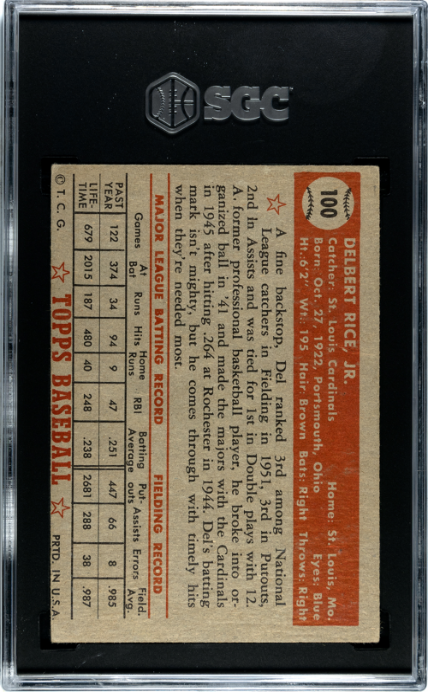 SGC
100
DELBERT RICE, JR.
Catcher: St. Louis Cardinals Home: St. Louis, Mo.
Born: Oct. 27, 1922, Portsmouth, Ohio Eyes: Blue
Ht.: 6'2" Wt.: 195 Hair: Brown Bats: Right Throws: Right
A fine backstop, Del ranked 3rd among National
League catchers in Fielding in 1951, 3rd in Putouts,
2nd in Assists and was tied for 1st in Double plays with 12.
A former professional basketball player, he broke into or-
ganized ball in '41 and made the majors with the Cardinals
in 1945 after hitting .264 at Rochester in 1944. Del's batting
mark isn't mighty, but he comes through with timely hits
when they're needed most.
MAJOR LEAGUE BATTING RECORD FIELDING RECORD
Games At Bat Runs Hits Home Runs RBI Batting Average Put-outs Assists Errors Field. Avg.
PAST YEAR 122 374 34 94 9 47 .251 447 66 8 .985
LIFE-TIME 679 2015 187 480 40 248 .238 2681 288 38 .987
© T. C. G. TOPPS BASEBALL PRTD. IN U.S.A.